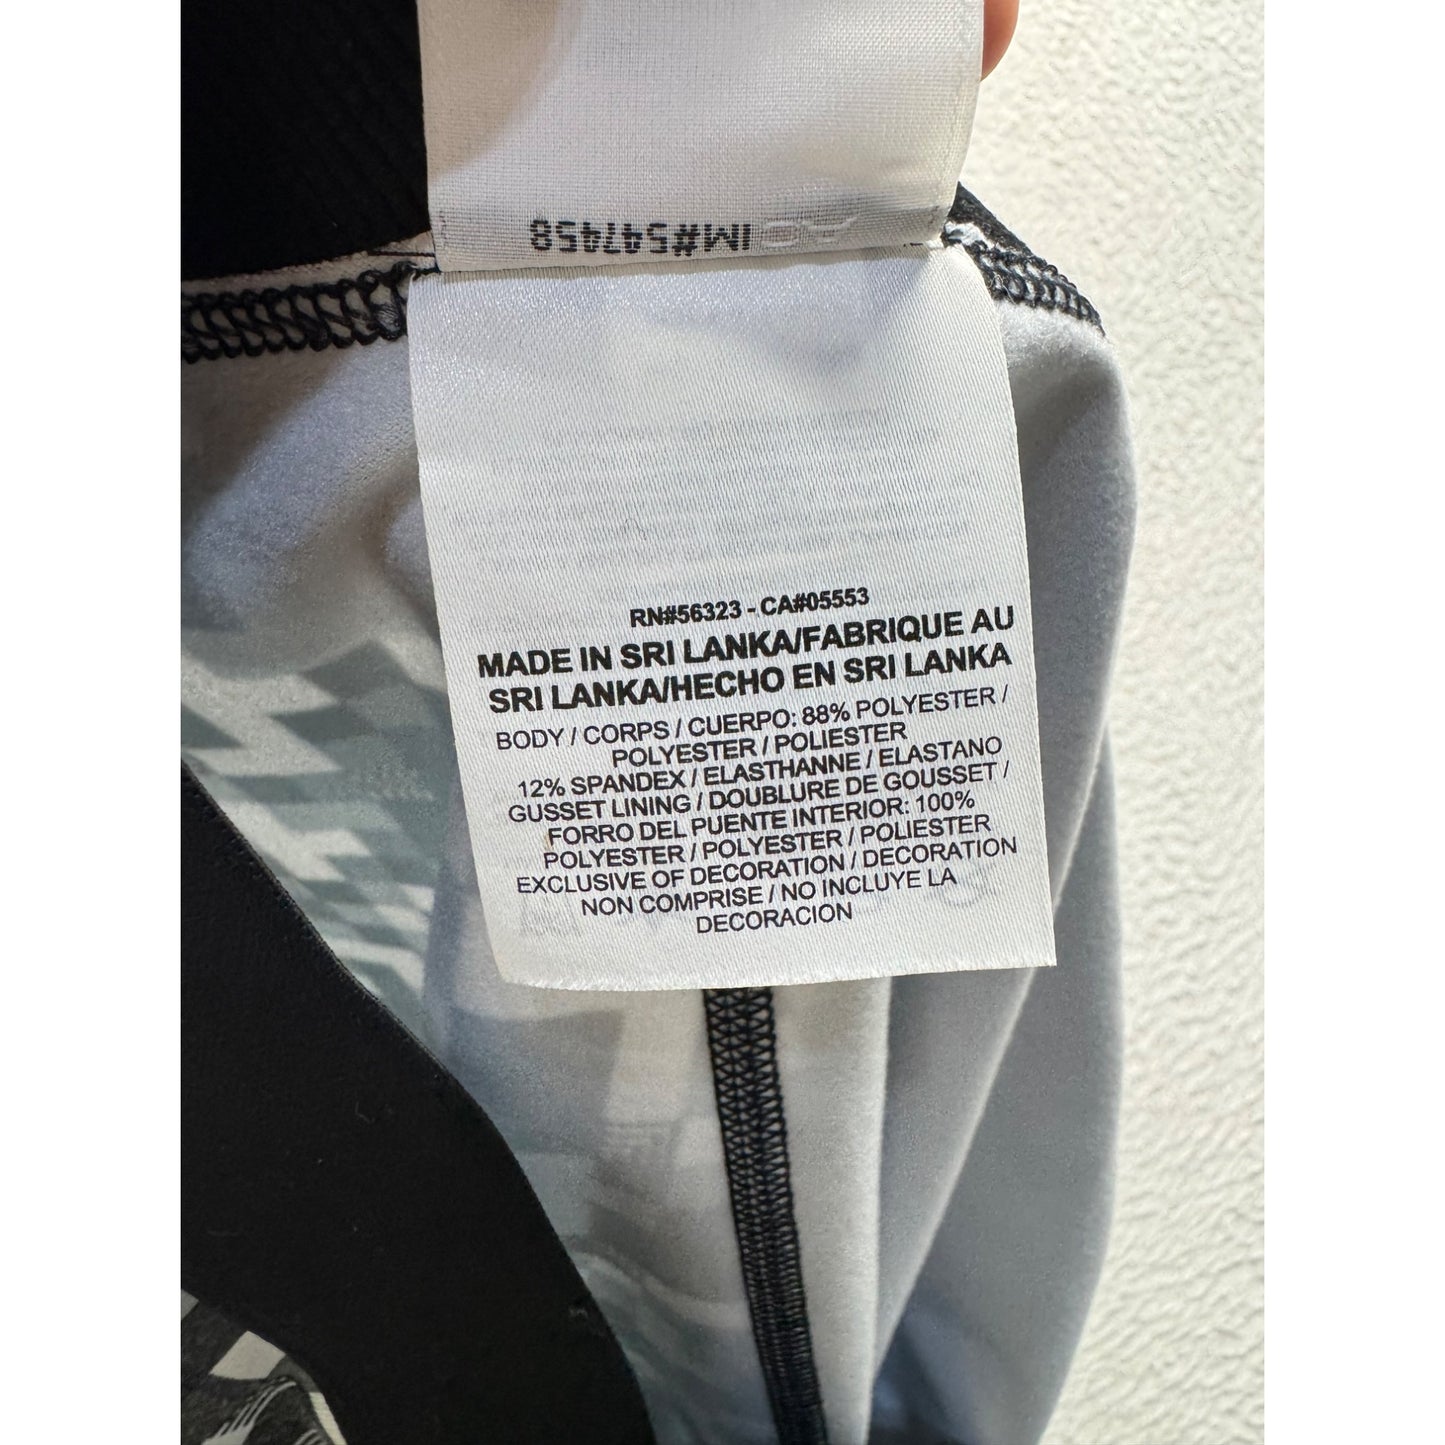 IM#547458
RN#56323 - CA#05553
MADE IN SRI LANKA/FABRIQUE AU
SRI LANKA/HECHO EN SRI LANKA
BODY / CORPS / CUERPO: 88% POLYESTER /
POLYESTER / POLIESTER
12% SPANDEX / ELASTHANNE / ELASTANO
GUSSET LINING / DOUBLURE DE GOUSSET /
FORRO DEL PUENTE INTERIOR: 100%
POLYESTER / POLYESTER / POLIESTER
EXCLUSIVE OF DECORATION / DECORATION
NON COMPRISE / NO INCLUYE LA
DECORACION